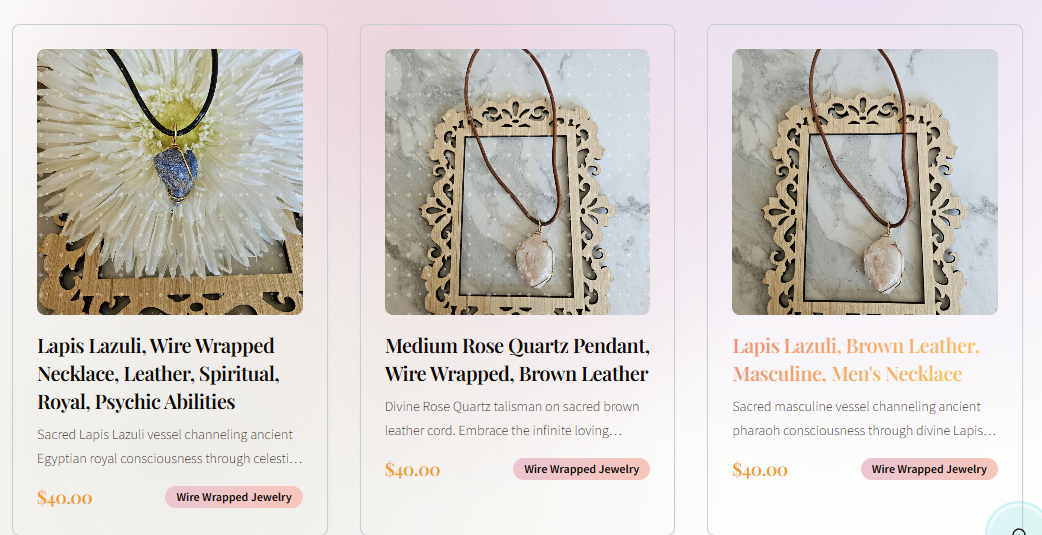 Lapis Lazuli, Wire Wrapped
Necklace, Leather, Spiritual,
Royal, Psychic Abilities
Sacred Lapis Lazuli vessel channeling ancient
Egyptian royal consciousness through celesti…
$40.00
Wire Wrapped Jewelry
Medium Rose Quartz Pendant,
Wire Wrapped, Brown Leather
Divine Rose Quartz talisman on sacred brown
leather cord. Embrace the infinite loving…
$40.00
Wire Wrapped Jewelry
Lapis Lazuli, Brown Leather,
Masculine, Men's Necklace
Sacred masculine vessel channeling ancient
pharaoh consciousness through divine Lapis…
$40.00
Wire Wrapped Jewelry